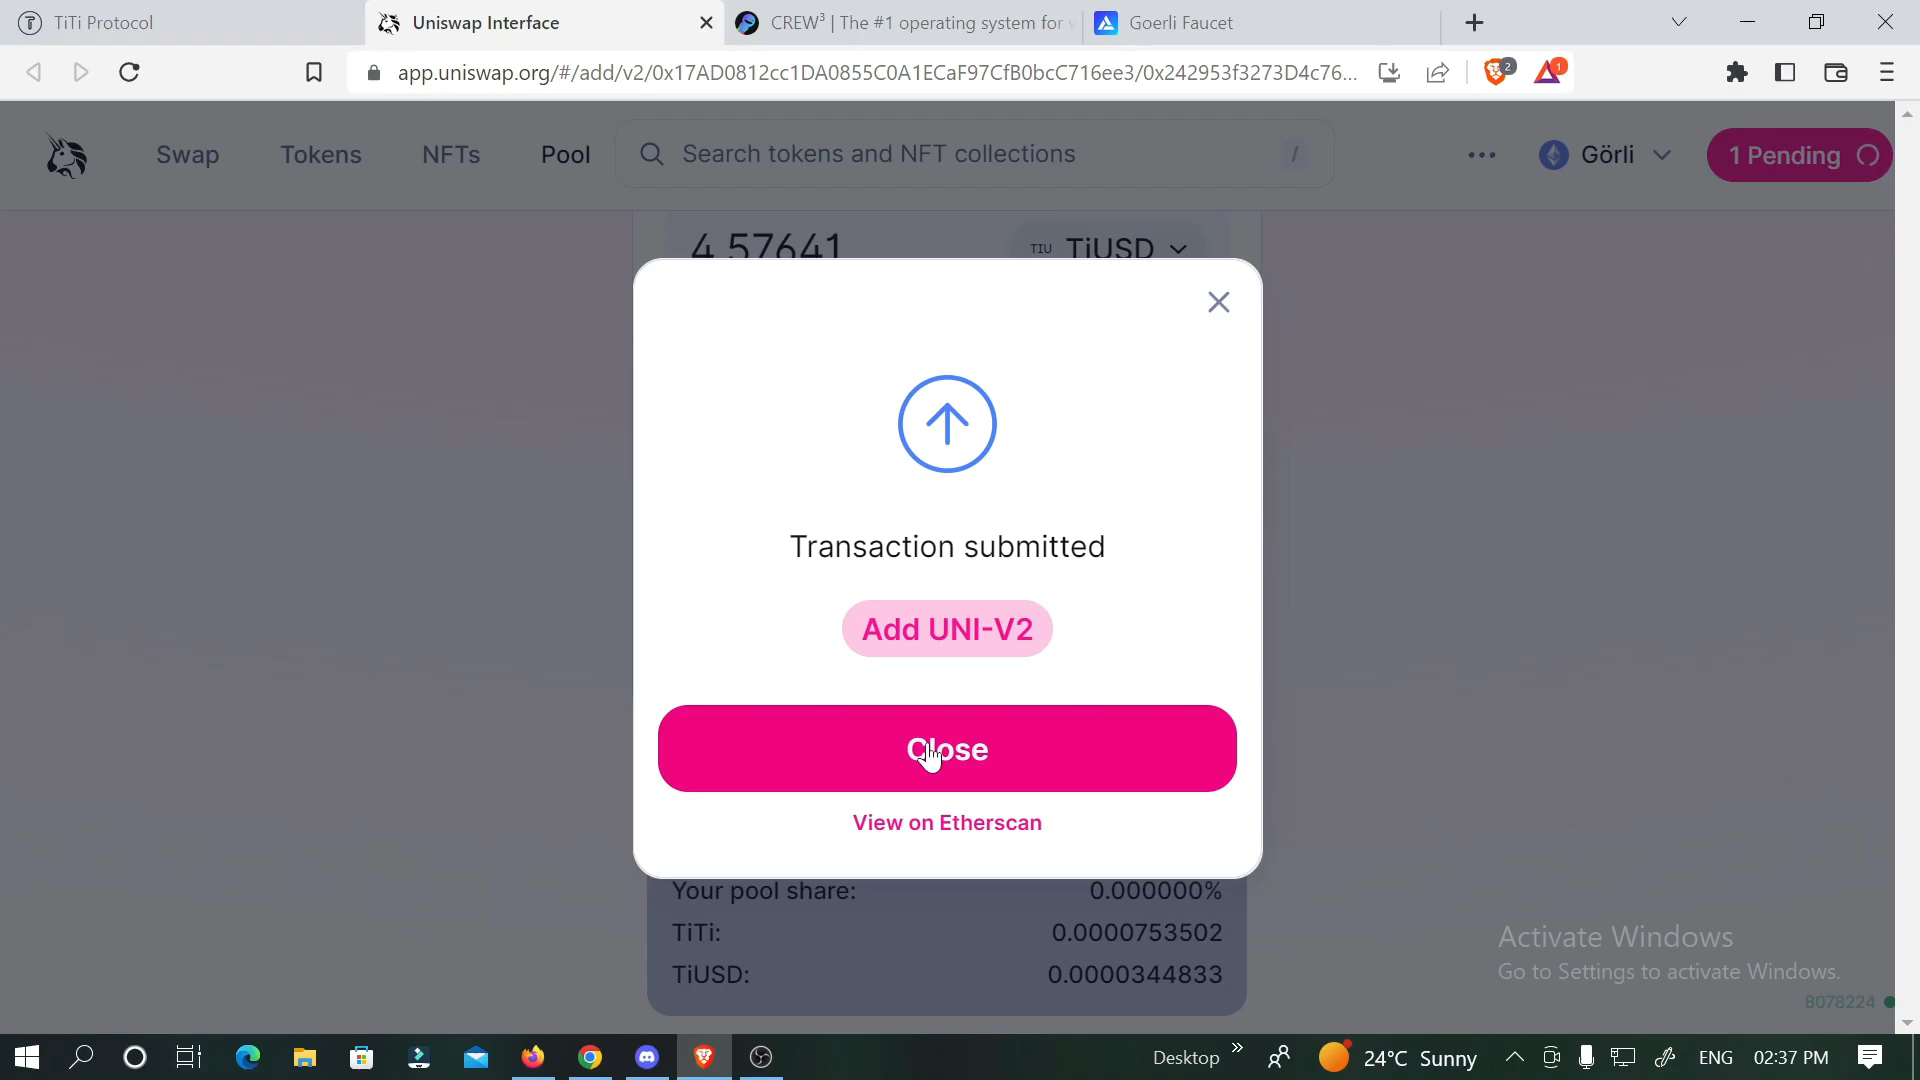 TiTi Protocol
Uniswap Interface
CREW³ | The #1 operating system for
Goerli Faucet
app.uniswap.org/#/add/v2/0x17AD0812cc1DA0855C0A1ECaF97CfB0bcC716ee3/0x242953f3273D4c76...
2
1
Swap
Tokens
NFTs
Pool
Search tokens and NFT collections
/
Görli
1 Pending
4.57641
TIU TiUSD
Transaction submitted
Add UNI-V2
Close
View on Etherscan
Your pool share: 0.000000%
TiTi: 0.0000753502
TiUSD: 0.0000344833
Activate Windows
Go to Settings to activate Windows.
8078224
Desktop
24°C Sunny
ENG
02:37 PM